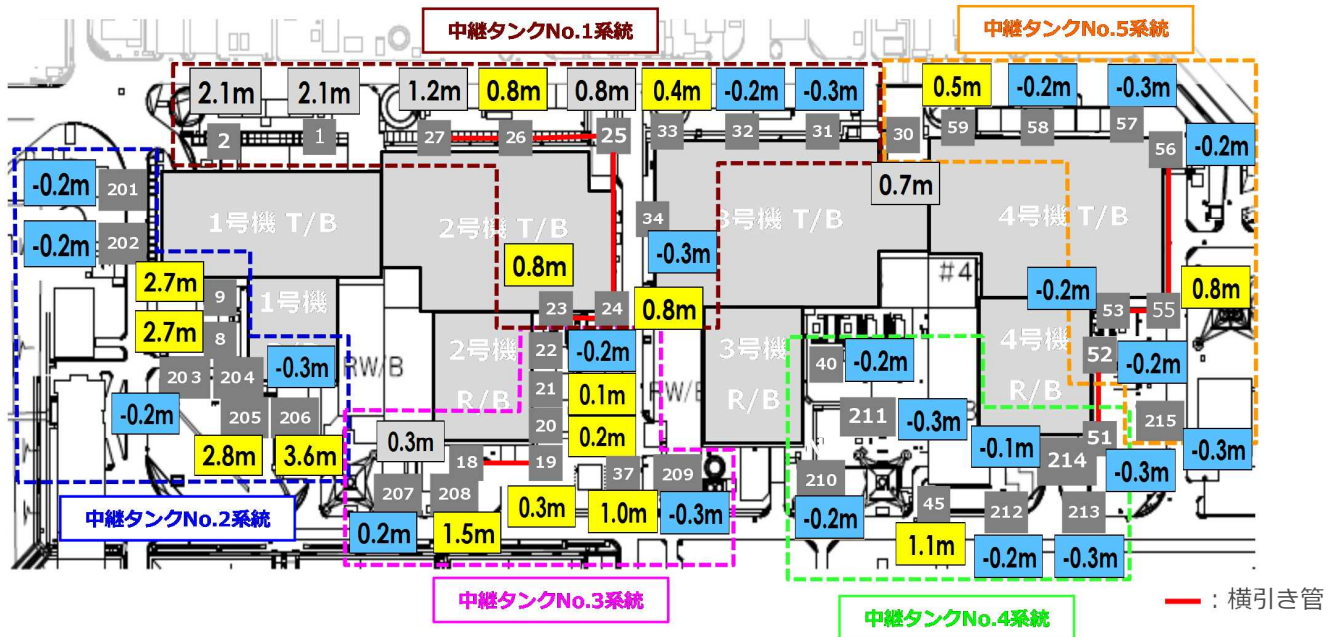 中継タンクNo.1系統
中継タンクNo.5系統
2.1m 2.1m 1.2m 0.8m 0.8m 0.4m -0.2m -0.3m 0.5m -0.2m -0.3m
2 1 27 26 25 33 32 31 30 59 58 57
56 -0.2m
-0.2m 201
0.7m
1号機 T/B 2号機 T/B 34 3号機 T/B 4号機 T/B
-0.2m 202
-0.3m
0.8m
#4
2.7m 9 1号機
-0.2m 0.8m
23 24 0.8m 53 55
2.7m 8
2号機 R/B
22 -0.2m
3号機 R/B
4号機 R/B
40 -0.2m
52 -0.2m
203 204 -0.3m
RW/B
21 0.1m
RW/B
-0.2m
205 206
20 0.2m
211 -0.3m
215
2.8m 3.6m
0.3m
-0.1m 51
18 19 37 209
214 -0.3m -0.3m
207 208
210
0.3m 1.0m -0.3m
45 212 213
中継タンクNo.2系統
0.2m 1.5m
-0.2m
1.1m -0.2m -0.3m
中継タンクNo.3系統
中継タンクNo.4系統
：横引き管